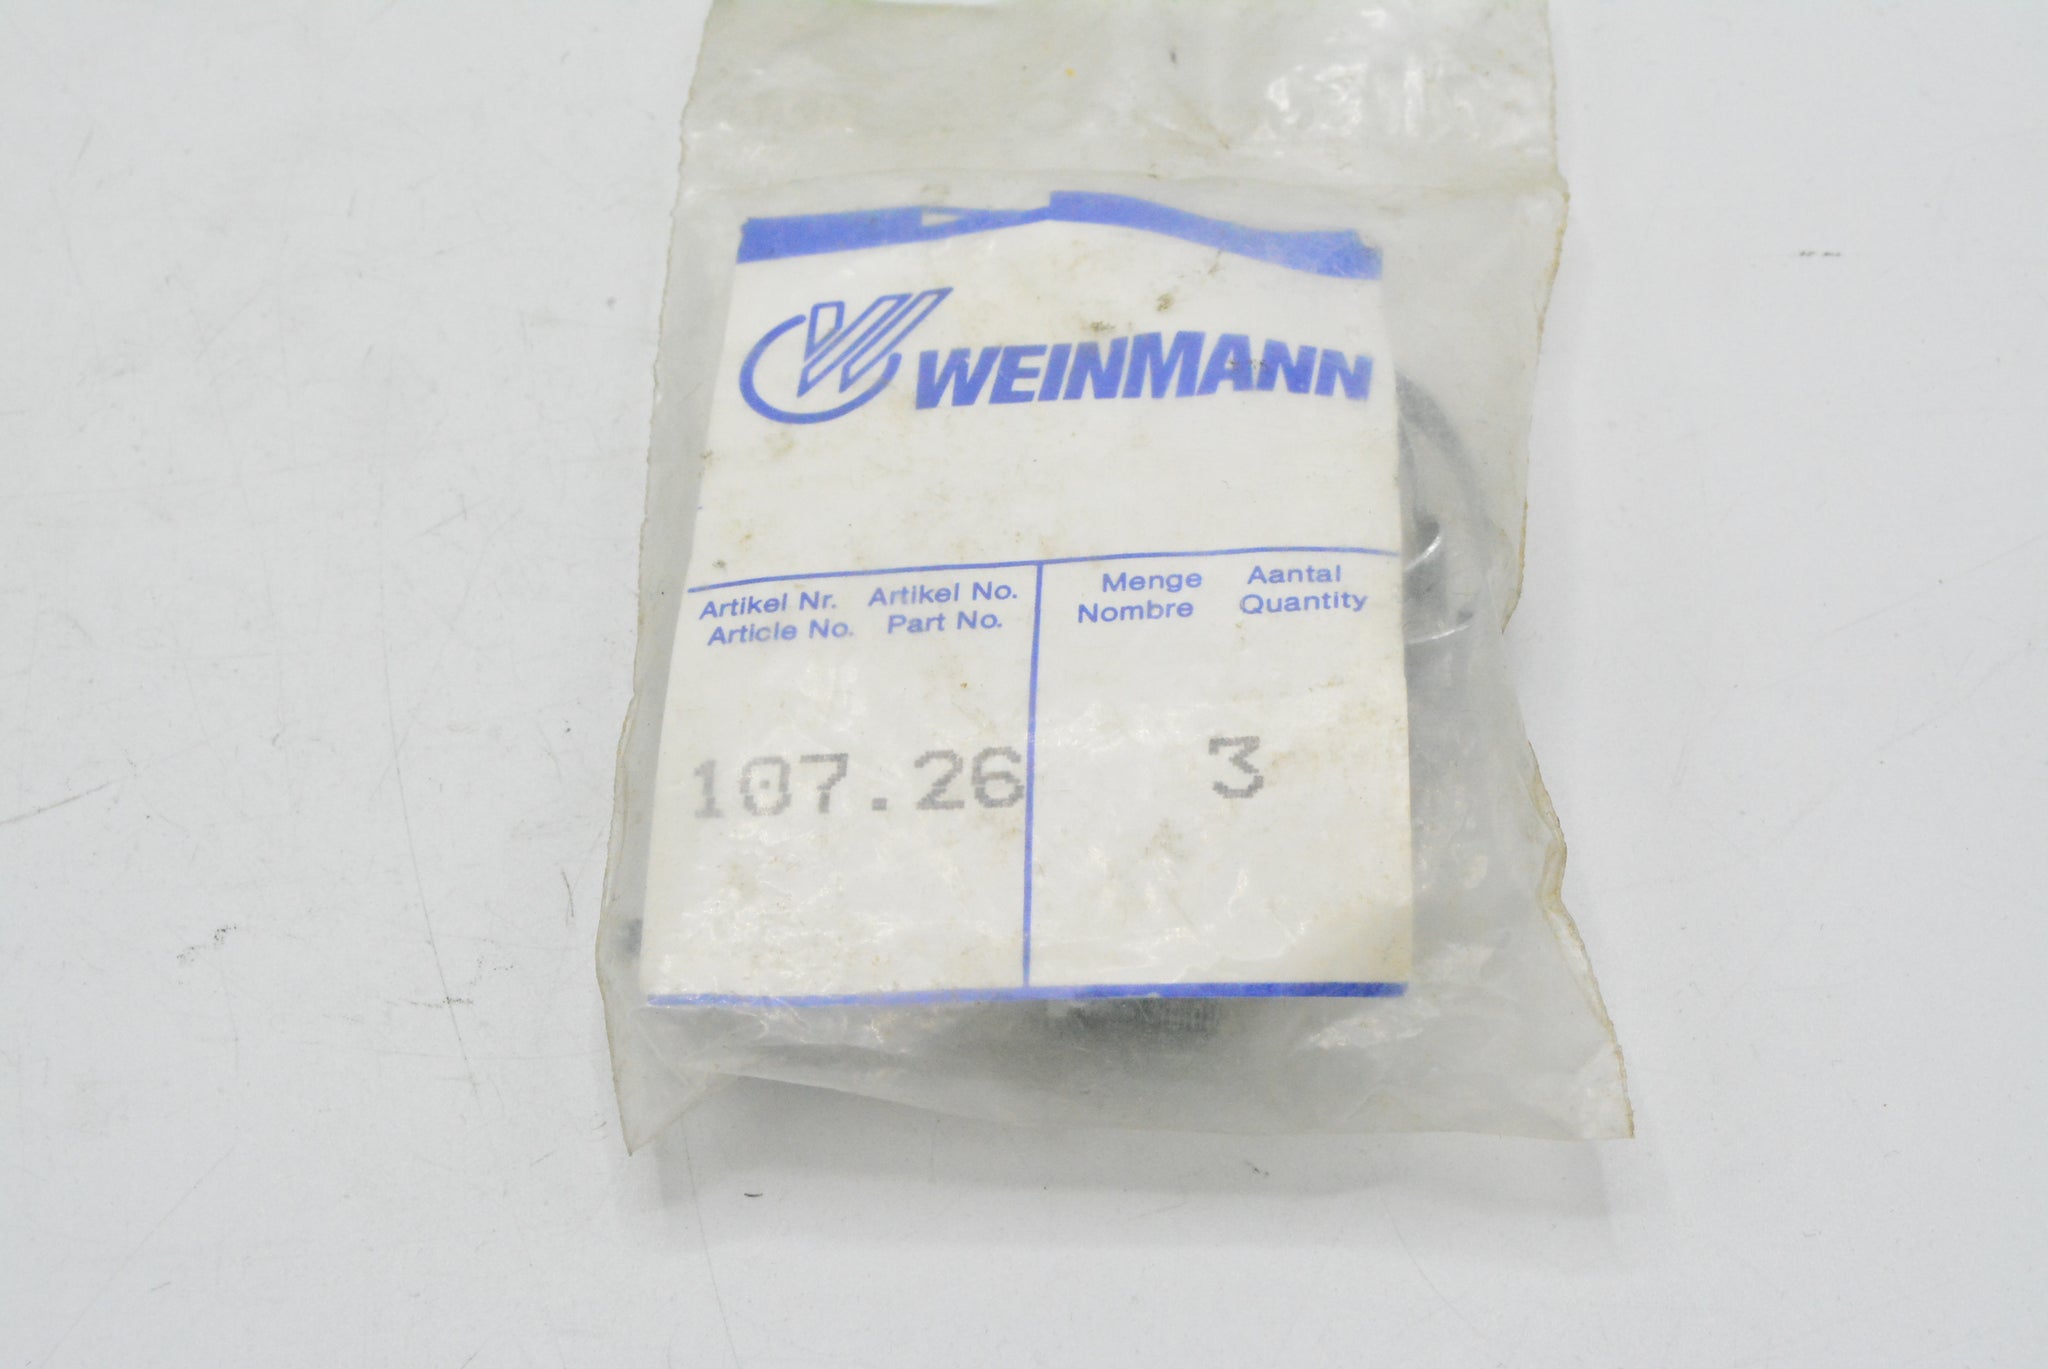 WEINMANN
Artikel Nr. Artikel No.
Article No. Part No.
Menge Aantal
Nombre Quantity
107.26
3